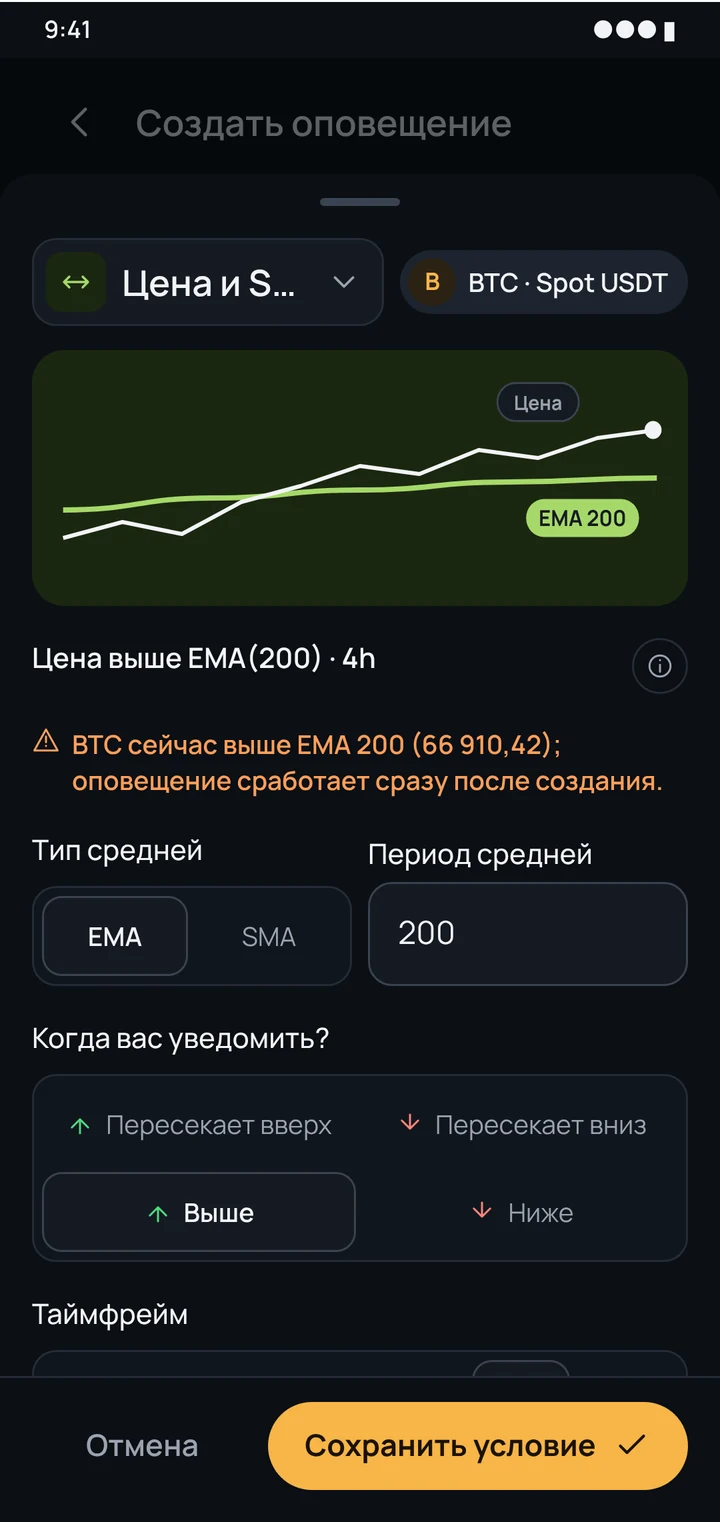 9:41
Создать оповещение
Цена и S...
B
BTC · Spot USDT
Цена
EMA 200
Цена выше EMA(200) · 4h
BTC сейчас выше EMA 200 (66 910,42);
оповещение сработает сразу после создания.
Тип средней
Период средней
EMA
SMA
200
Когда вас уведомить?
Пересекает вверх
Пересекает вниз
Выше
Ниже
Таймфрейм
Отмена
Сохранить условие